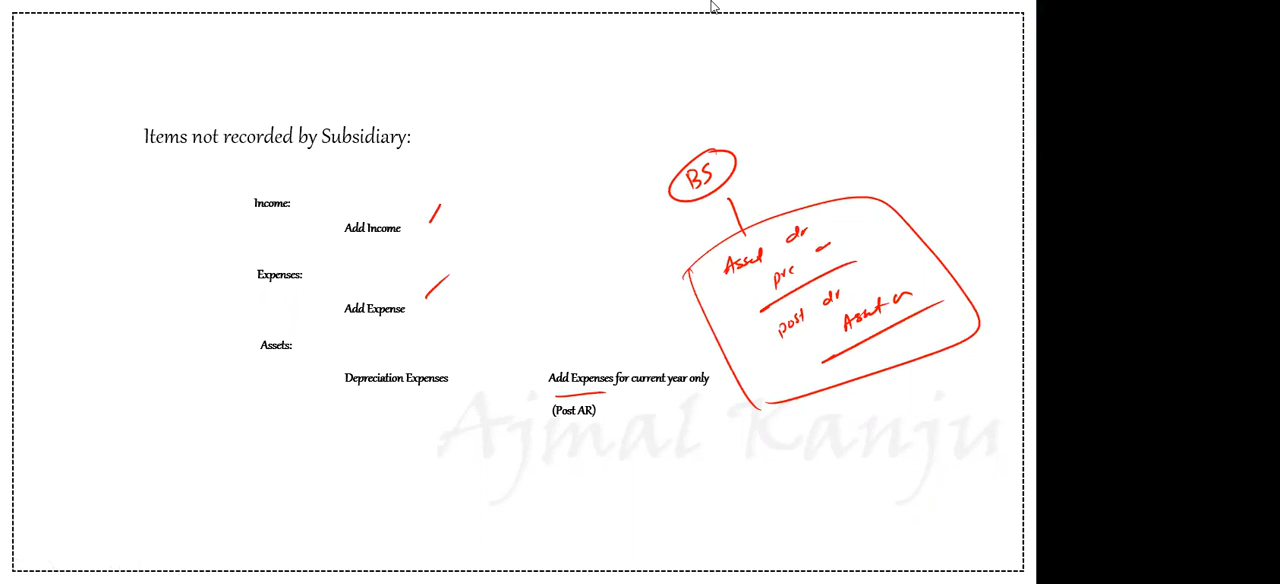 Items not recorded by Subsidiary:
BS
Income:
Add Income
Asset dr
pre cr
Expenses:
Add Expense
post dr
Asset cr
Assets:
Depreciation Expenses Add Expenses for current year only
(Post AR)
Ajmal Kanju